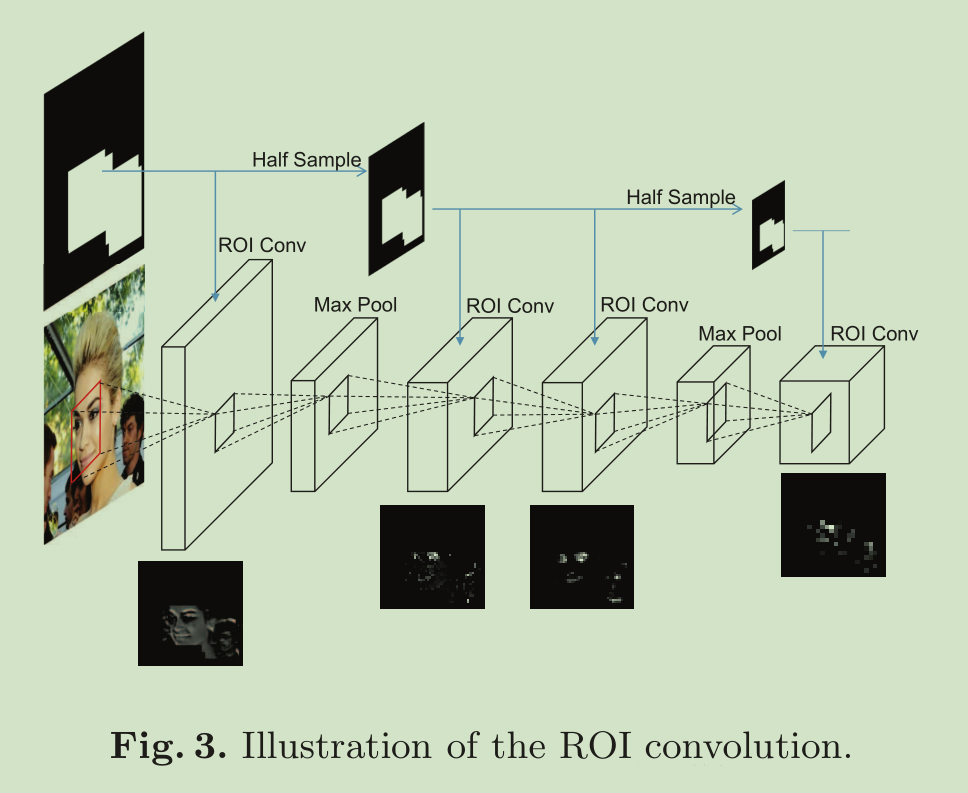 Half Sample
Half Sample
ROI Conv
Max Pool
ROI Conv
ROI Conv
Max Pool
ROI Conv
Fig. 3. Illustration of the ROI convolution.